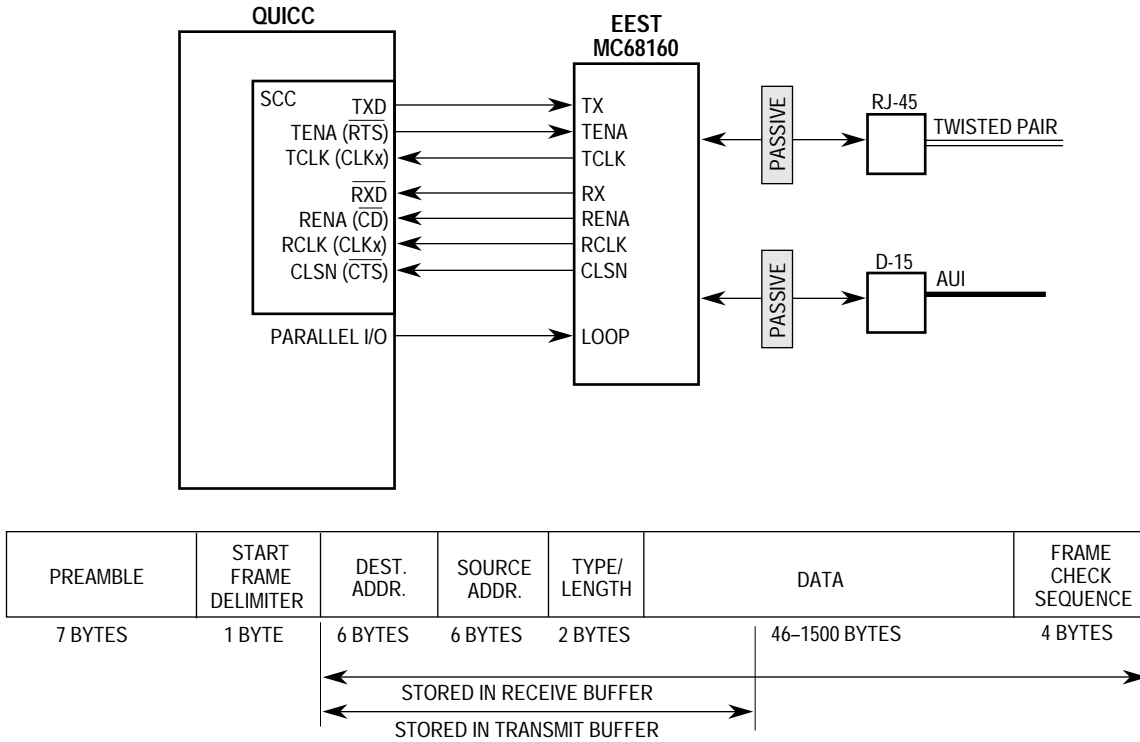 QUICC
EEST
MC68160
SCC
TXD
TENA (RTS)
TCLK (CLKx)
RXD
RENA (CD)
RCLK (CLKx)
CLSN (CTS)
PARALLEL I/O
TX
TENA
TCLK
RX
RENA
RCLK
CLSN
LOOP
PASSIVE
RJ-45
TWISTED PAIR
PASSIVE
D-15
AUI
PREAMBLE
START
FRAME
DELIMITER
DEST.
ADDR.
SOURCE
ADDR.
TYPE/
LENGTH
DATA
FRAME
CHECK
SEQUENCE
7 BYTES
1 BYTE
6 BYTES
6 BYTES
2 BYTES
46–1500 BYTES
4 BYTES
STORED IN RECEIVE BUFFER
STORED IN TRANSMIT BUFFER